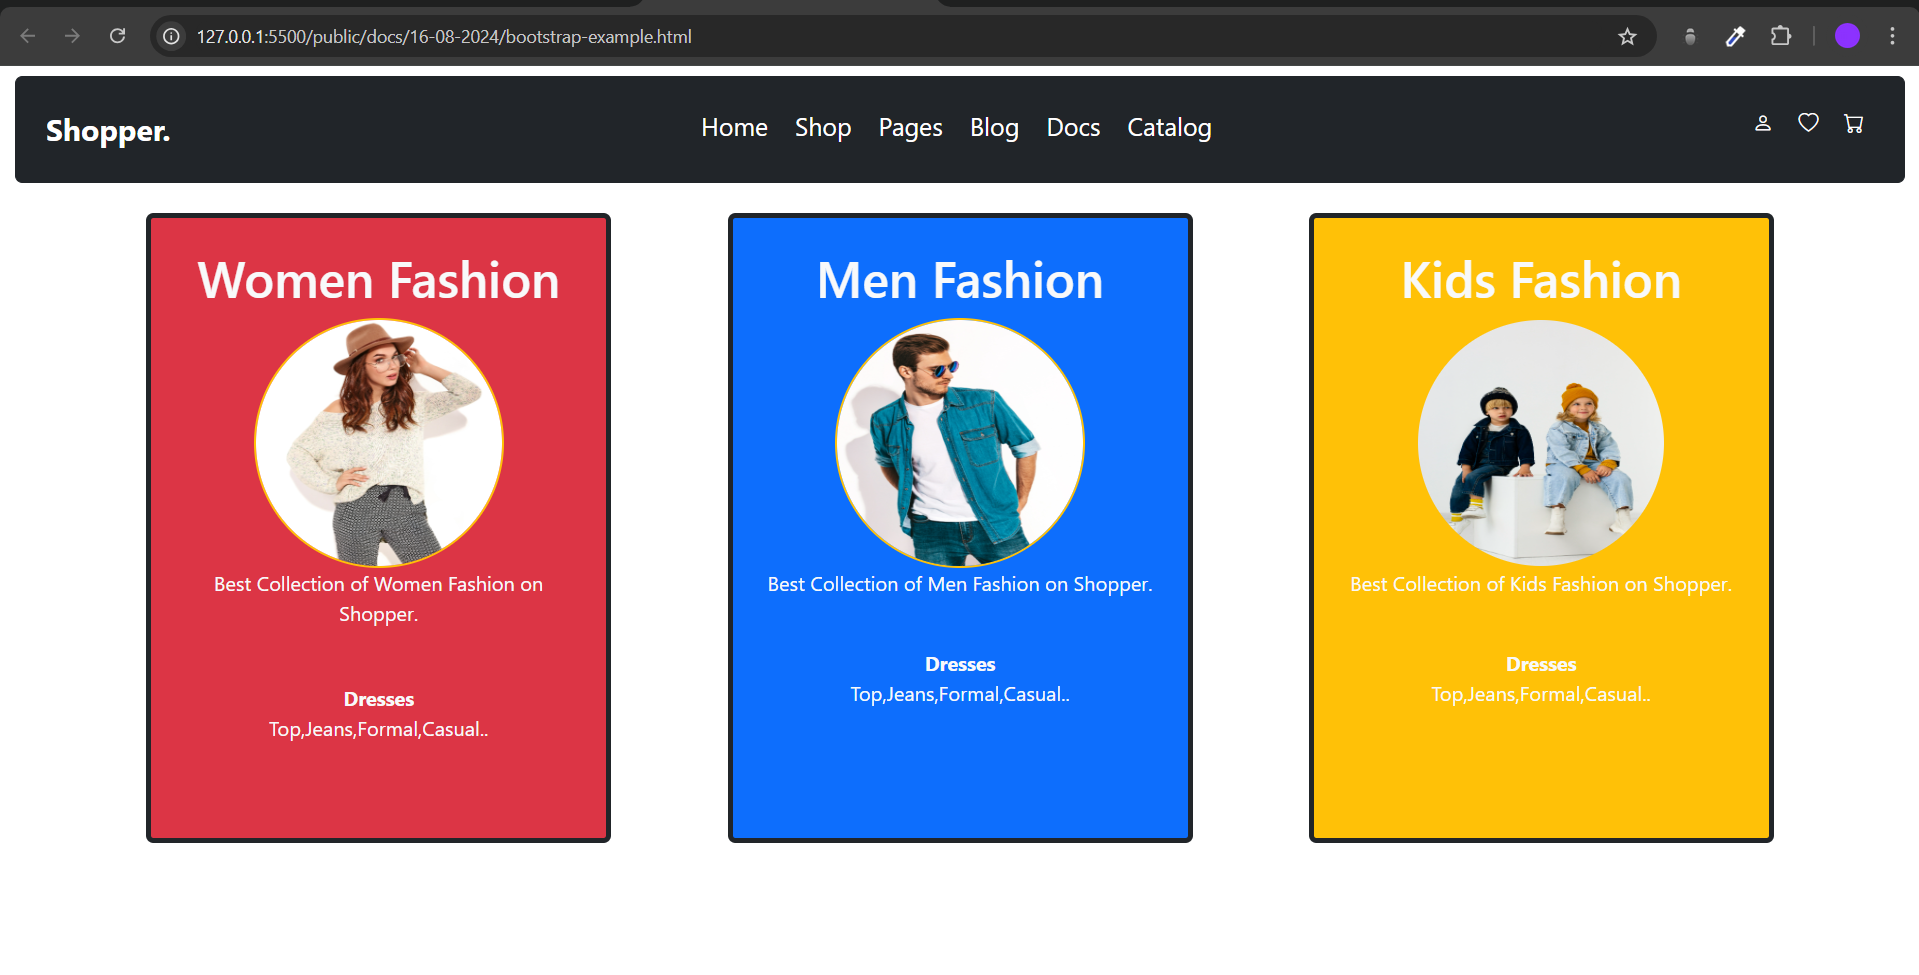 127.0.0.1:5500/public/docs/16-08-2024/bootstrap-example.html
Shopper.
Home Shop Pages Blog Docs Catalog
Women Fashion
Best Collection of Women Fashion on
Shopper.
Dresses
Top,Jeans,Formal,Casual..
Men Fashion
Best Collection of Men Fashion on Shopper.
Dresses
Top,Jeans,Formal,Casual..
Kids Fashion
Best Collection of Kids Fashion on Shopper.
Dresses
Top,Jeans,Formal,Casual..